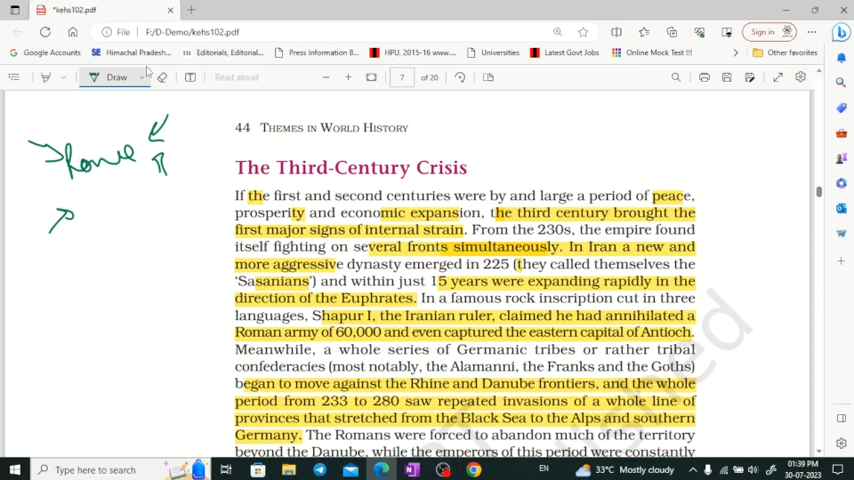 *kehs102.pdf
File F:/D-Demo/kehs102.pdf
Sign in
Google Accounts SE Himachal Pradesh... TE Editorials, Editorial... Press Information B... HPU, 2015-16 www.... Universities Latest Govt Jobs Online Mock Test !!! Other favorites
Draw Read aloud 7 of 20
44 THEMES IN WORLD HISTORY
Rome
The Third-Century Crisis
If the first and second centuries were by and large a period of peace,
prosperity and economic expansion, the third century brought the
first major signs of internal strain. From the 230s, the empire found
itself fighting on several fronts simultaneously. In Iran a new and
more aggressive dynasty emerged in 225 (they called themselves the
'Sasanians') and within just 15 years were expanding rapidly in the
direction of the Euphrates. In a famous rock inscription cut in three
languages, Shapur I, the Iranian ruler, claimed he had annihilated a
Roman army of 60,000 and even captured the eastern capital of Antioch.
Meanwhile, a whole series of Germanic tribes or rather tribal
confederacies (most notably, the Alamanni, the Franks and the Goths)
began to move against the Rhine and Danube frontiers, and the whole
period from 233 to 280 saw repeated invasions of a whole line of
provinces that stretched from the Black Sea to the Alps and southern
Germany. The Romans were forced to abandon much of the territory
beyond the Danube, while the emperors of this period were constantly
Type here to search EN 33°C Mostly cloudy 01:39 PM
30-07-2023